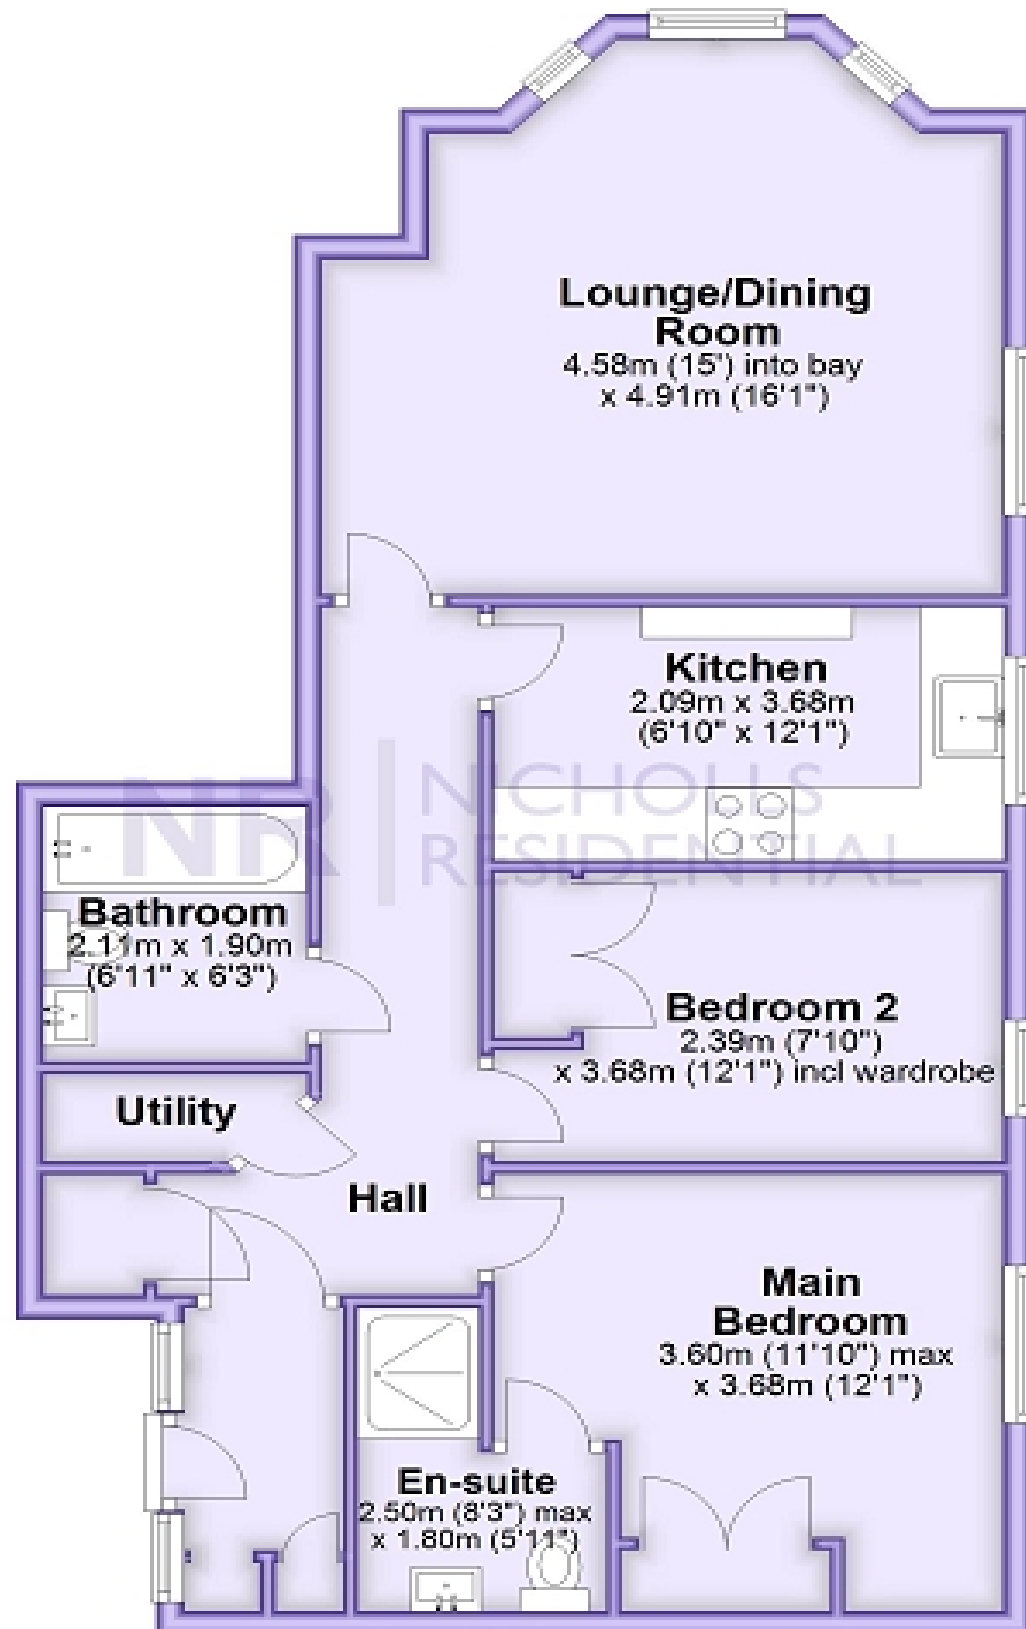 Lounge/Dining
Room
4.58m (15') into bay
x 4.91m (16'1")
Kitchen
2.09m x 3.68m
(6'10" x 12'1")
NR | NICHOLLS
RESIDENTIAL
Bathroom
2.11m x 1.90m
(6'11" x 6'3")
Bedroom 2
2.39m (7'10")
x 3.68m (12'1") incl wardrobe
Utility
Hall
Main
Bedroom
3.60m (11'10") max
x 3.68m (12'1")
En-suite
2.50m (8'3") max
x 1.80m (5'11")